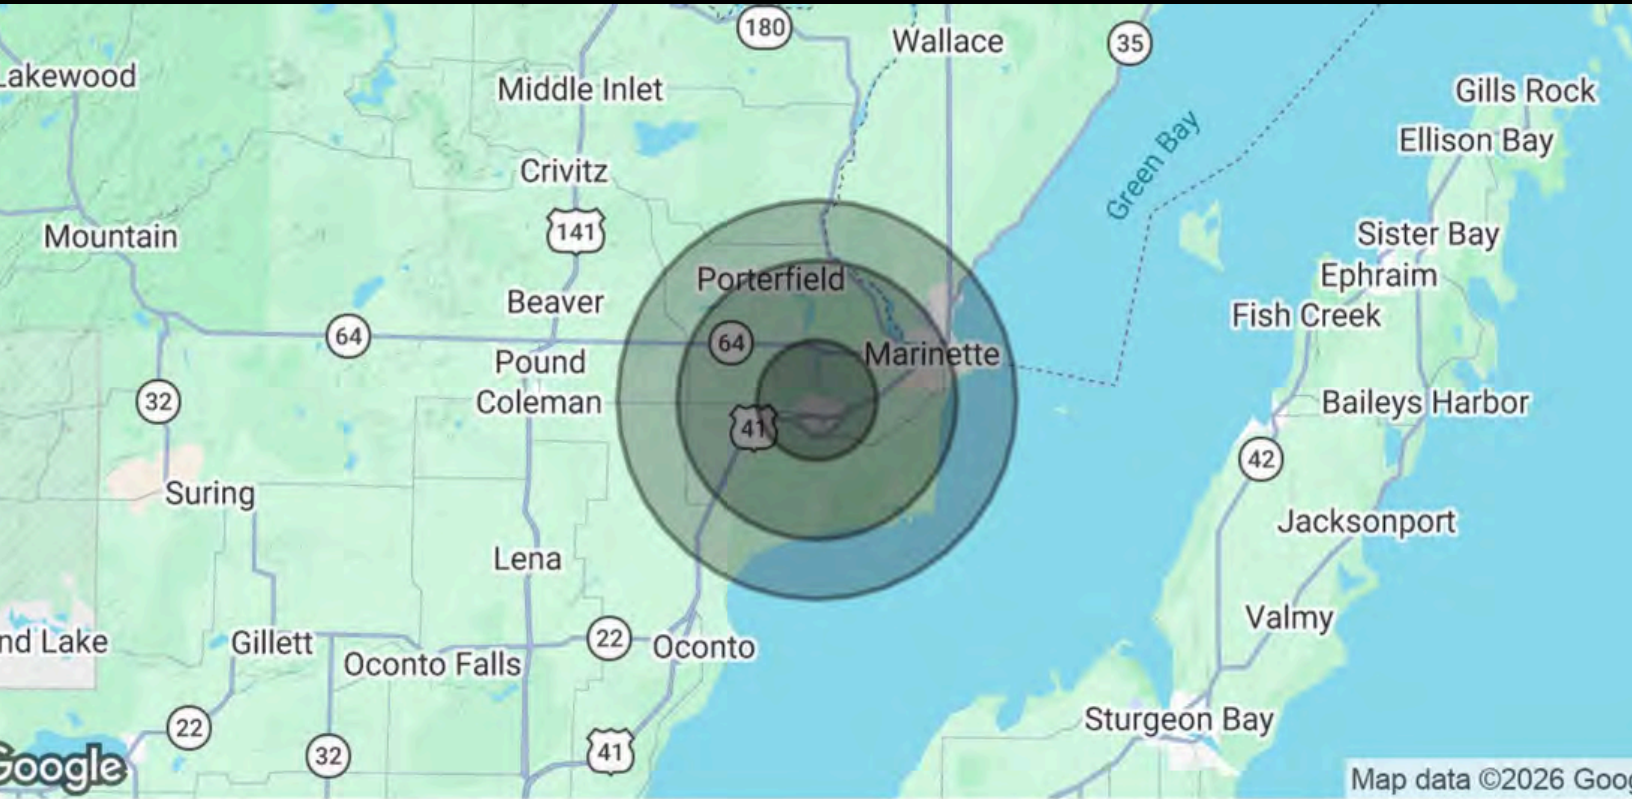 180
Wallace
35
Lakewood
Middle Inlet
Gills Rock
Ellison Bay
Green Bay
Crivitz
141
Mountain
Sister Bay
Porterfield
Ephraim
Beaver
Fish Creek
64
64
Marinette
Pound
Coleman
32
Baileys Harbor
41
42
Suring
Jacksonport
Lena
Valmy
nd Lake
Gillett
22
Oconto
Oconto Falls
Sturgeon Bay
22
32
41
Google
Map data ©2026 Goog